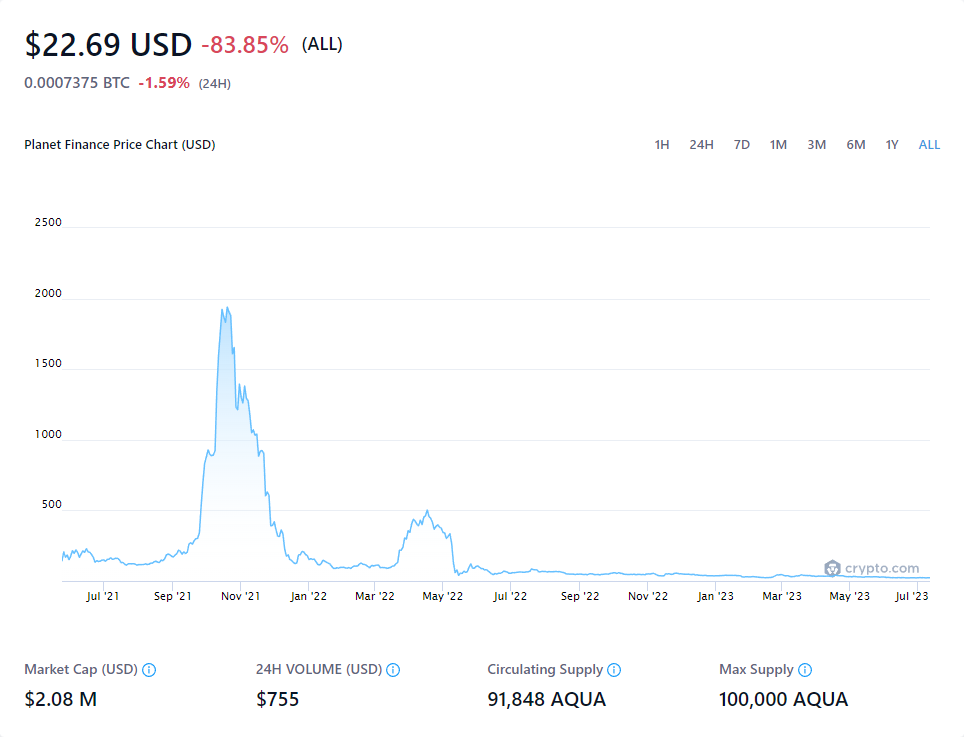 $22.69 USD -83.85% (ALL)
0.0007375 BTC -1.59% (24H)
Planet Finance Price Chart (USD) 1H 24H 7D 1M 3M 6M 1Y ALL
2500
2000
1500
1000
500
crypto.com
Jul '21 Sep '21 Nov '21 Jan '22 Mar '22 May '22 Jul '22 Sep '22 Nov '22 Jan '23 Mar '23 May '23 Jul '23
Market Cap (USD) 24H VOLUME (USD) Circulating Supply Max Supply
$2.08 M $755 91,848 AQUA 100,000 AQUA